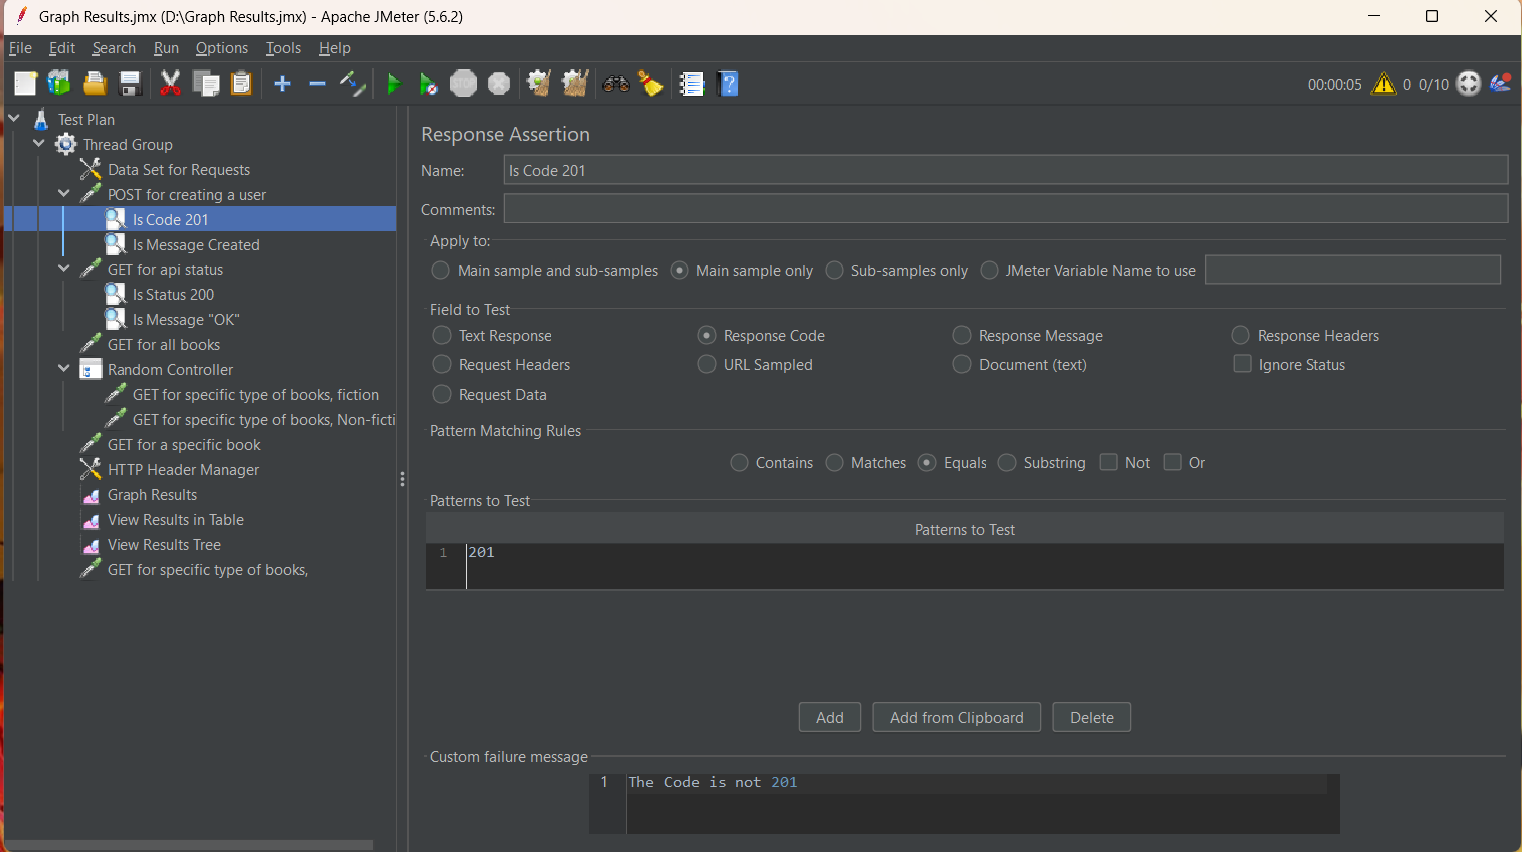 Graph Results.jmx (D:\Graph Results.jmx) - Apache JMeter (5.6.2)
File Edit Search Run Options Tools Help
STOP
00:00:05 0 0/10
Test Plan
Thread Group
Data Set for Requests
POST for creating a user
Is Code 201
Is Message Created
GET for api status
Is Status 200
Is Message "OK"
GET for all books
Random Controller
GET for specific type of books, fiction
GET for specific type of books, Non-ficti
GET for a specific book
HTTP Header Manager
Graph Results
View Results in Table
View Results Tree
GET for specific type of books,
Response Assertion
Name: Is Code 201
Comments:
Apply to:
Main sample and sub-samples Main sample only Sub-samples only JMeter Variable Name to use
Field to Test
Text Response Response Code Response Message Response Headers
Request Headers URL Sampled Document (text) Ignore Status
Request Data
Pattern Matching Rules
Contains Matches Equals Substring Not Or
Patterns to Test
Patterns to Test
1 201
Add Add from Clipboard Delete
Custom failure message
1 The Code is not 201